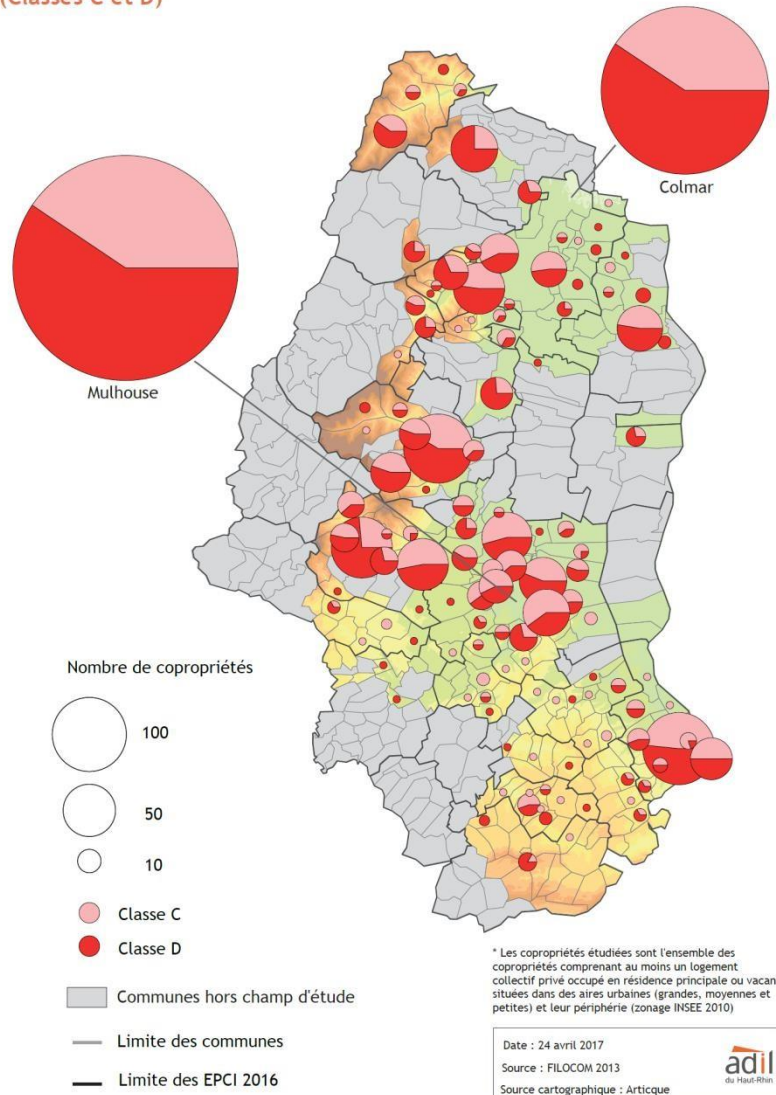 (Classes C et D)
Colmar
Mulhouse
Nombre de copropriétés
100
50
10
Classe C
Classe D
Communes hors champ d'étude
Limite des communes
Limite des EPCI 2016
* Les copropriétés étudiées sont l'ensemble des
copropriétés comprenant au moins un logement
collectif privé occupé en résidence principale ou vacan
situées dans des aires urbaines (grandes, moyennes et
petites) et leur périphérie (zonage INSEE 2010)
Date : 24 avril 2017
Source : FILOCOM 2013
Source cartographique : Articque
adil
du Haut-Rhin